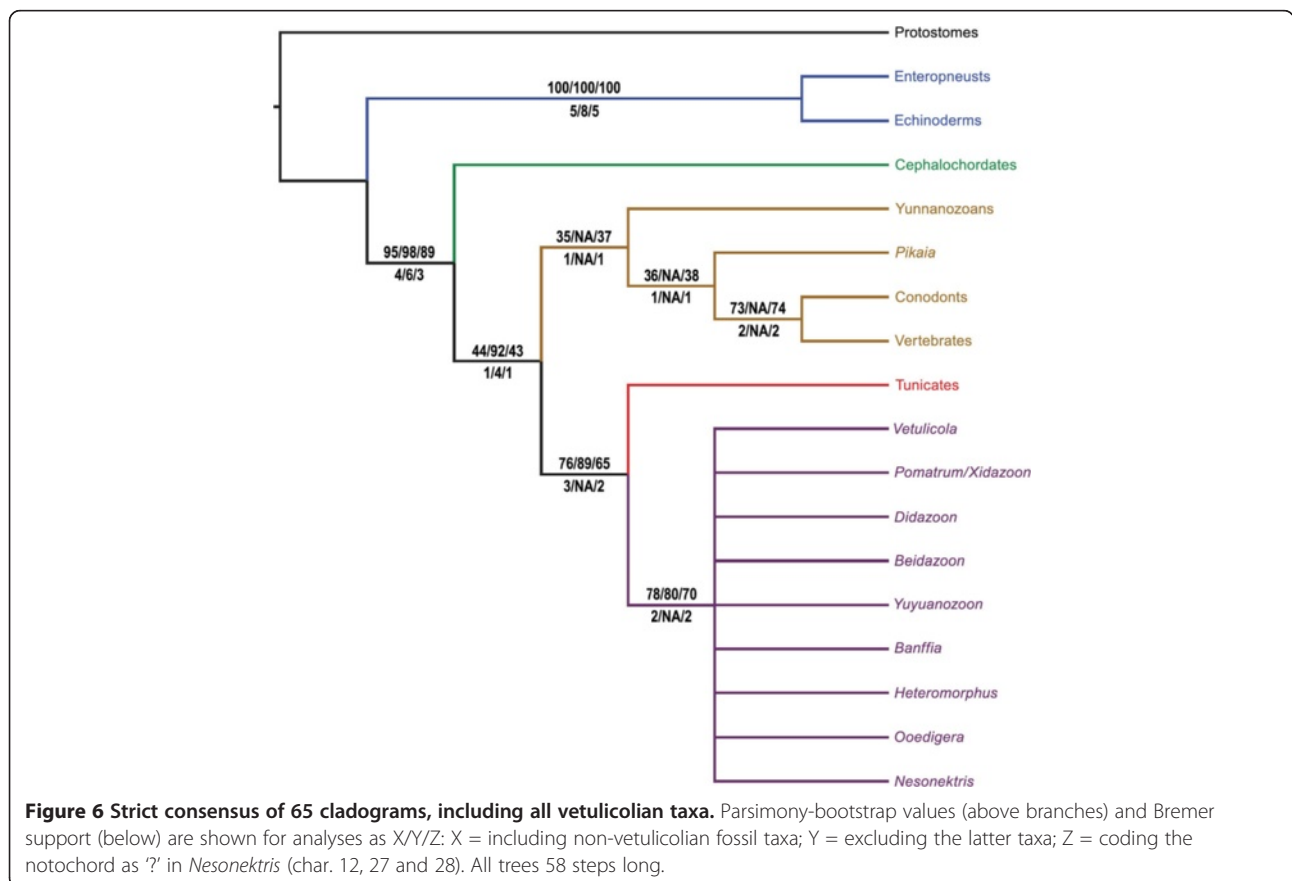 Protostomes
100/100/100
5/8/5
Enteropneusts
Echinoderms
Cephalochordates
95/98/89
4/6/3
35/NA/37
1/NA/1
Yunnanozoans
36/NA/38
1/NA/1
Pikaia
73/NA/74
2/NA/2
Conodonts
Vertebrates
44/92/43
1/4/1
76/89/65
3/NA/2
Tunicates
78/80/70
2/NA/2
Vetulicola
Pomatrum/Xidazoon
Didazoon
Beidazoon
Yuyuanozoon
Banffia
Heteromorphus
Ooedigera
Nesonektris
Figure 6 Strict consensus of 65 cladograms, including all vetulicolian taxa. Parsimony-bootstrap values (above branches) and Bremer
support (below) are shown for analyses as X/Y/Z: X = including non-vetulicolian fossil taxa; Y = excluding the latter taxa; Z = coding the
notochord as ‘?’ in Nesonektris (char. 12, 27 and 28). All trees 58 steps long.